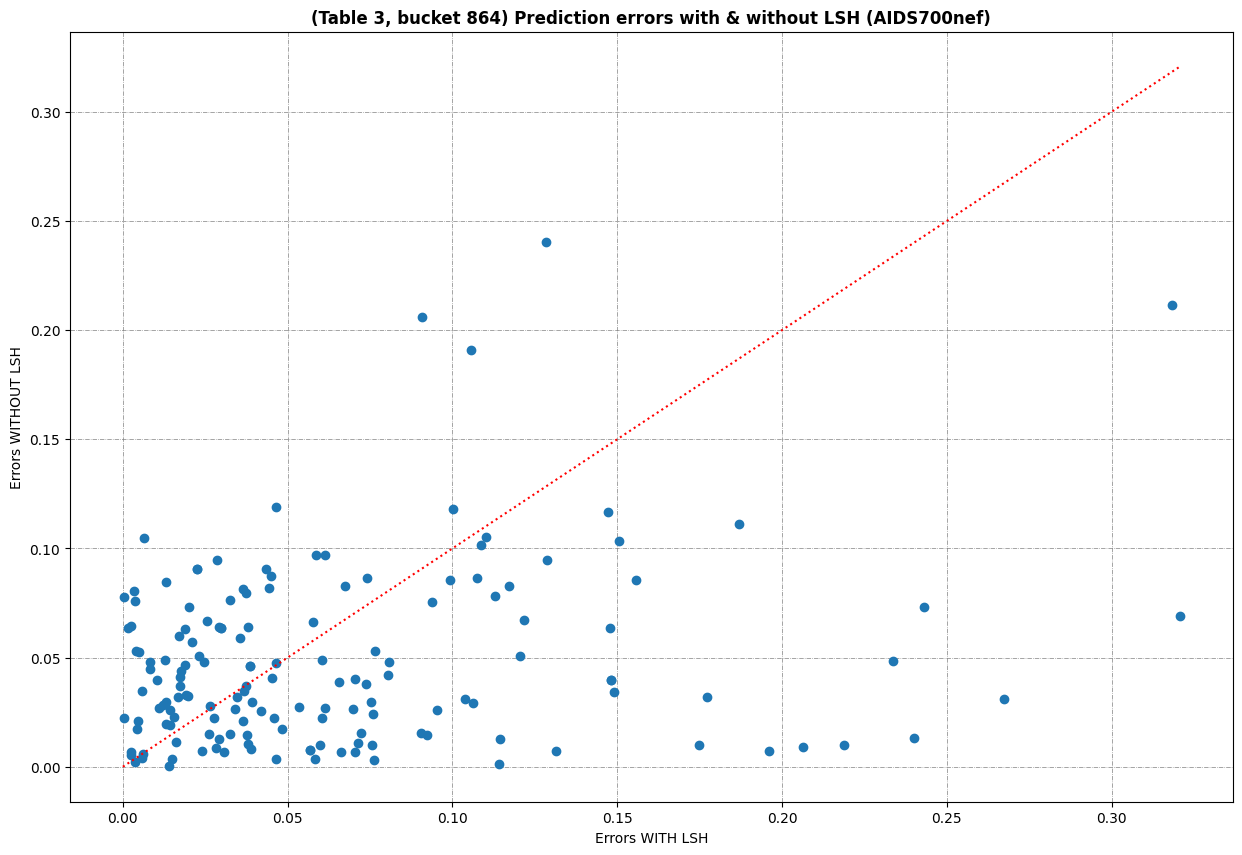 (Table 3, bucket 864) Prediction errors with & without LSH (AIDS700nef)
0.30
0.25
0.20
0.15
0.10
0.05
0.00
Errors WITHOUT LSH
0.00 0.05 0.10 0.15 0.20 0.25 0.30
Errors WITH LSH